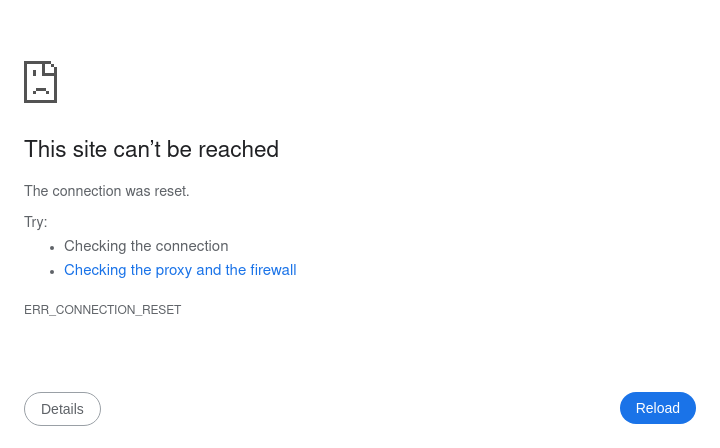 This site can’t be reached
The connection was reset.
Try:
Checking the connection
Checking the proxy and the firewall
ERR_CONNECTION_RESET
Details
Reload